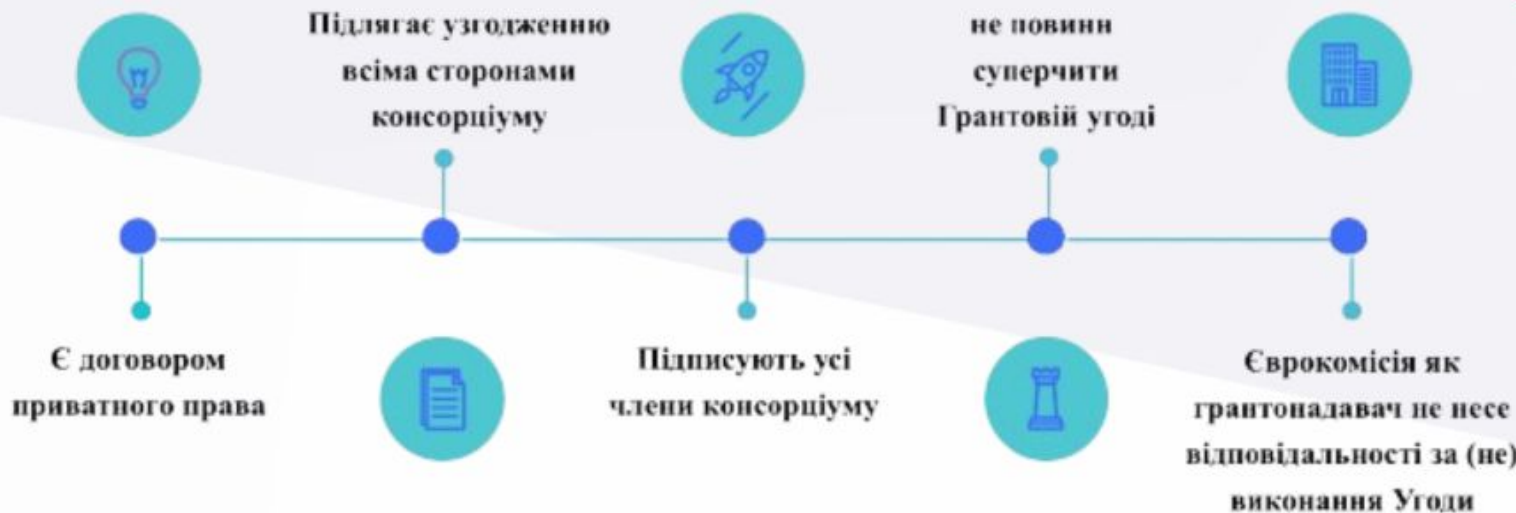 Є договором
приватного права
Підлягає узгодженню
всіма сторонами
консорціуму
Підписують усі
члени консорціуму
не повинн
суперчити
Грантовій угоді
Єврокомісія як
грантонадавач не несе
відповідальності за (не)
виконання Угоди